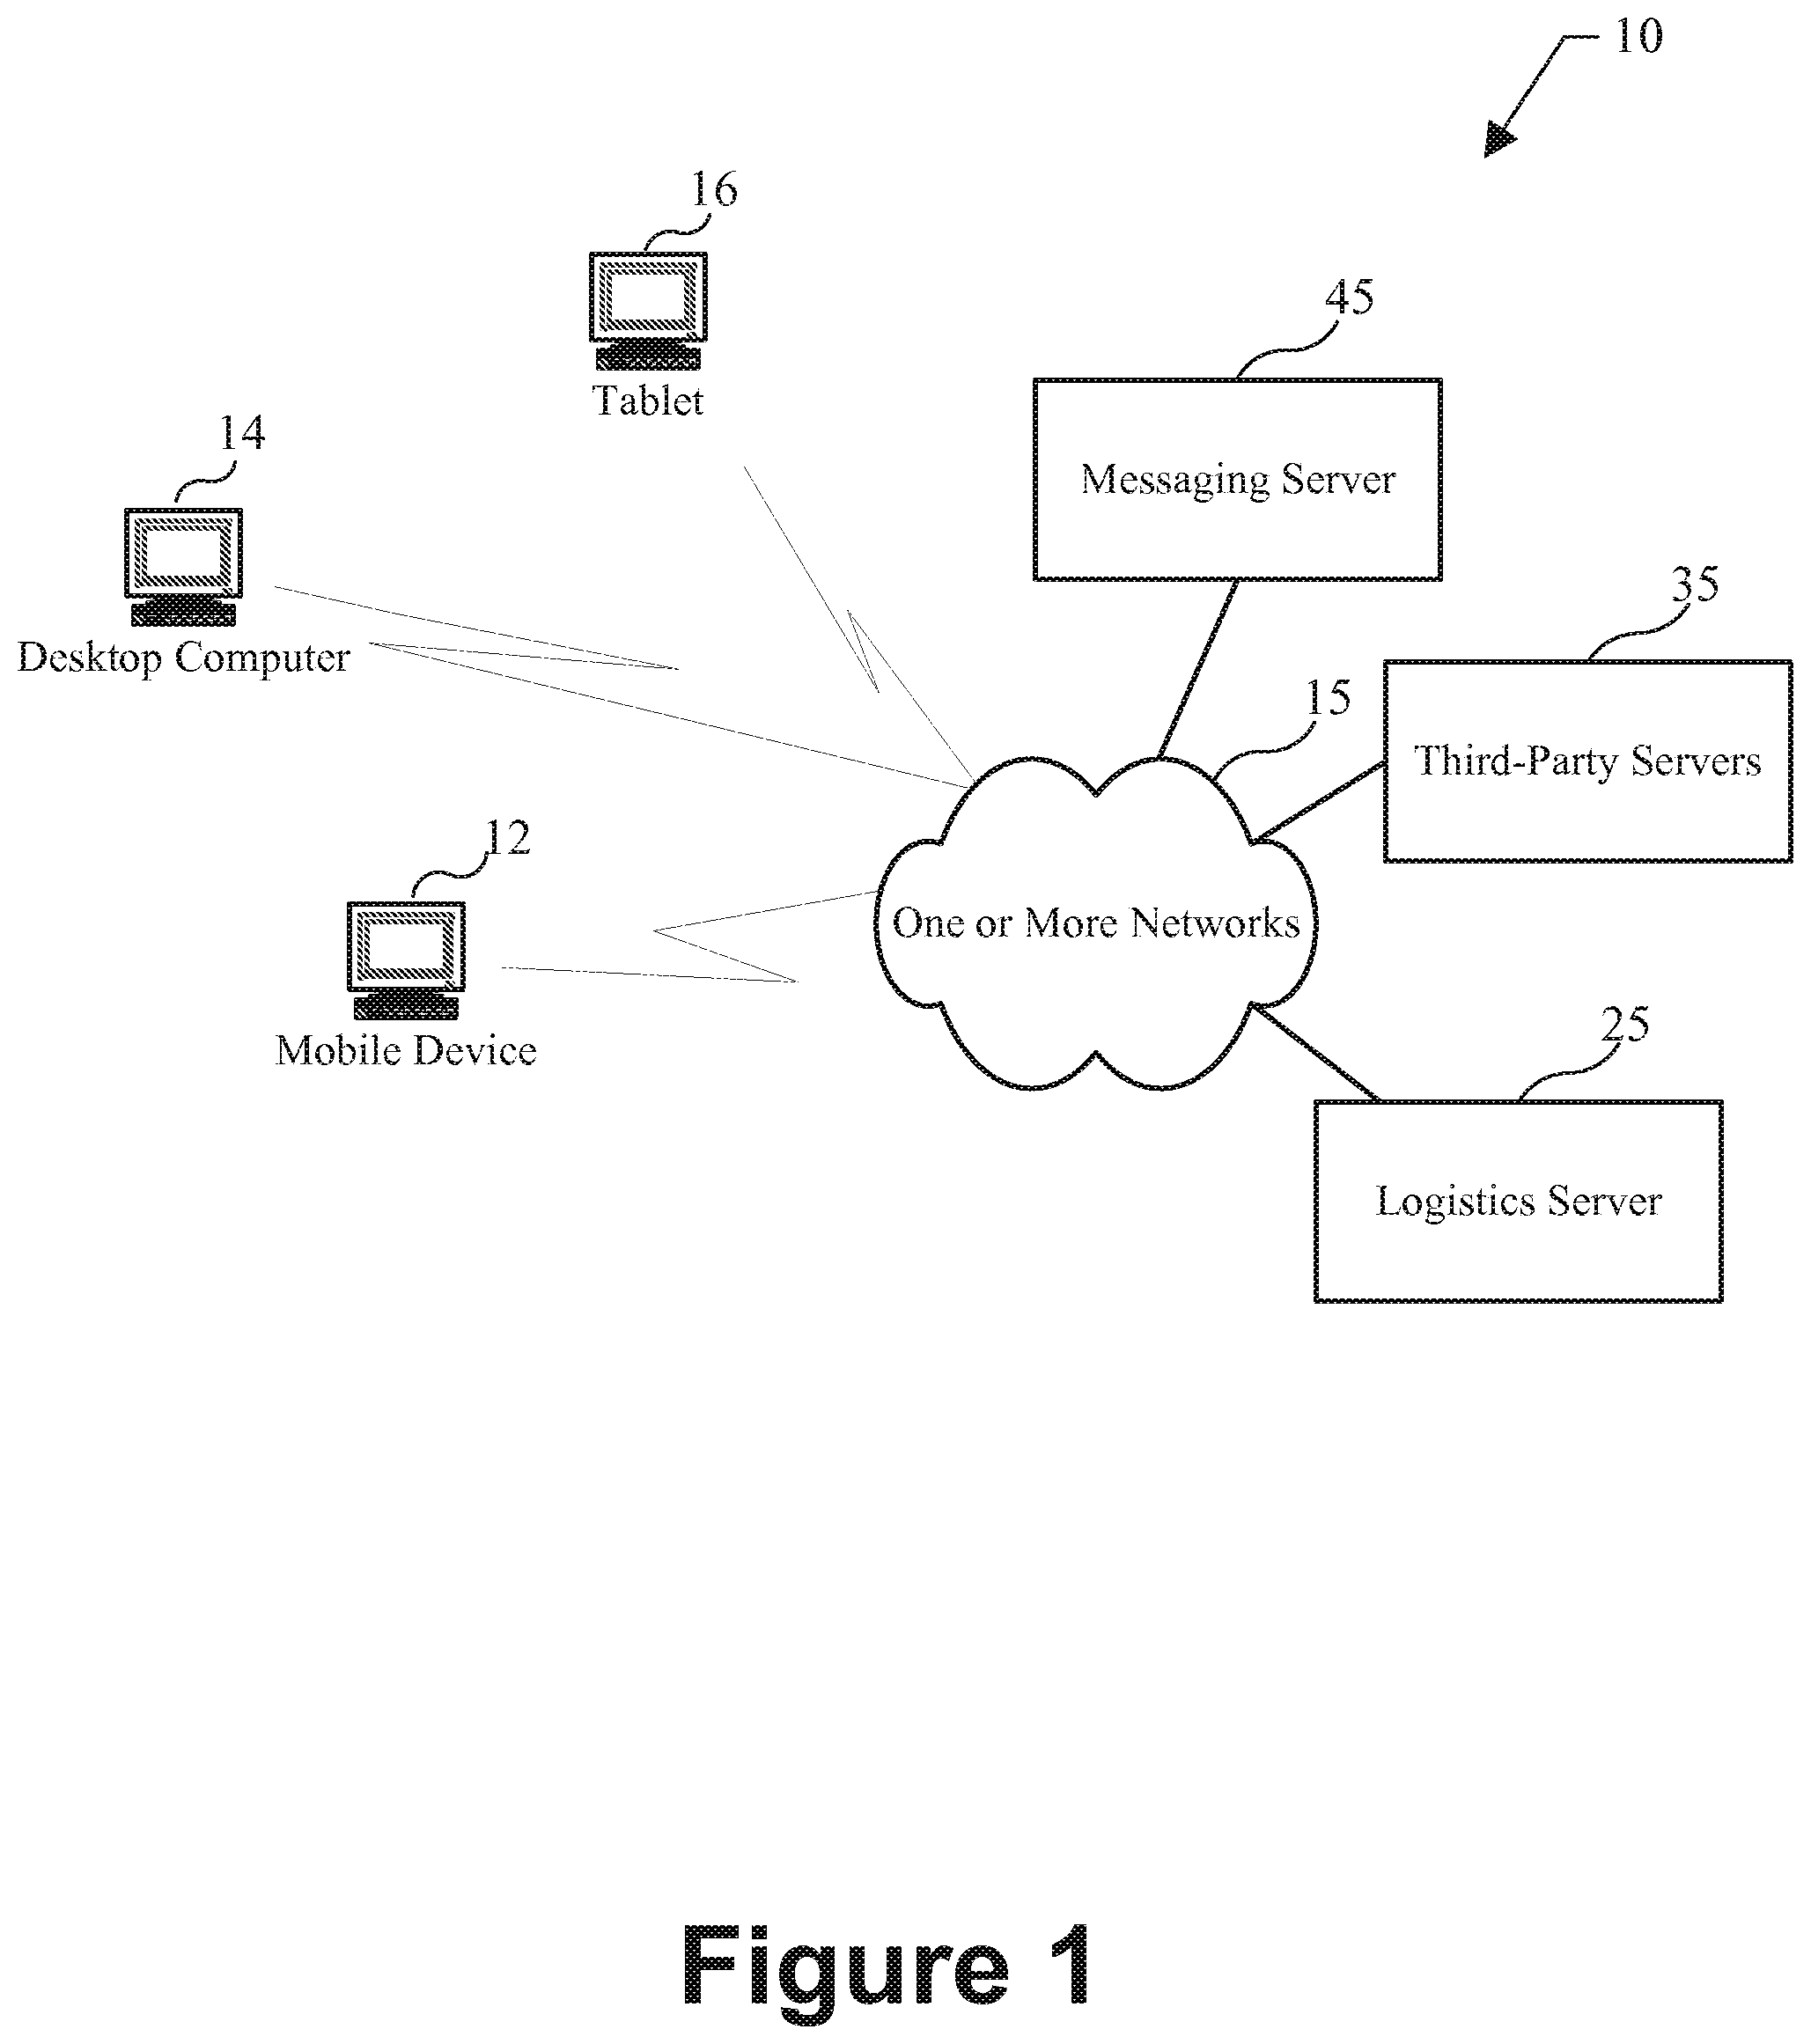 10
16
Tablet
45
Messaging Server
14
Desktop Computer
35
Third-Party Servers
15
12
Mobile Device
One or More Networks
25
Logistics Server
Figure 1